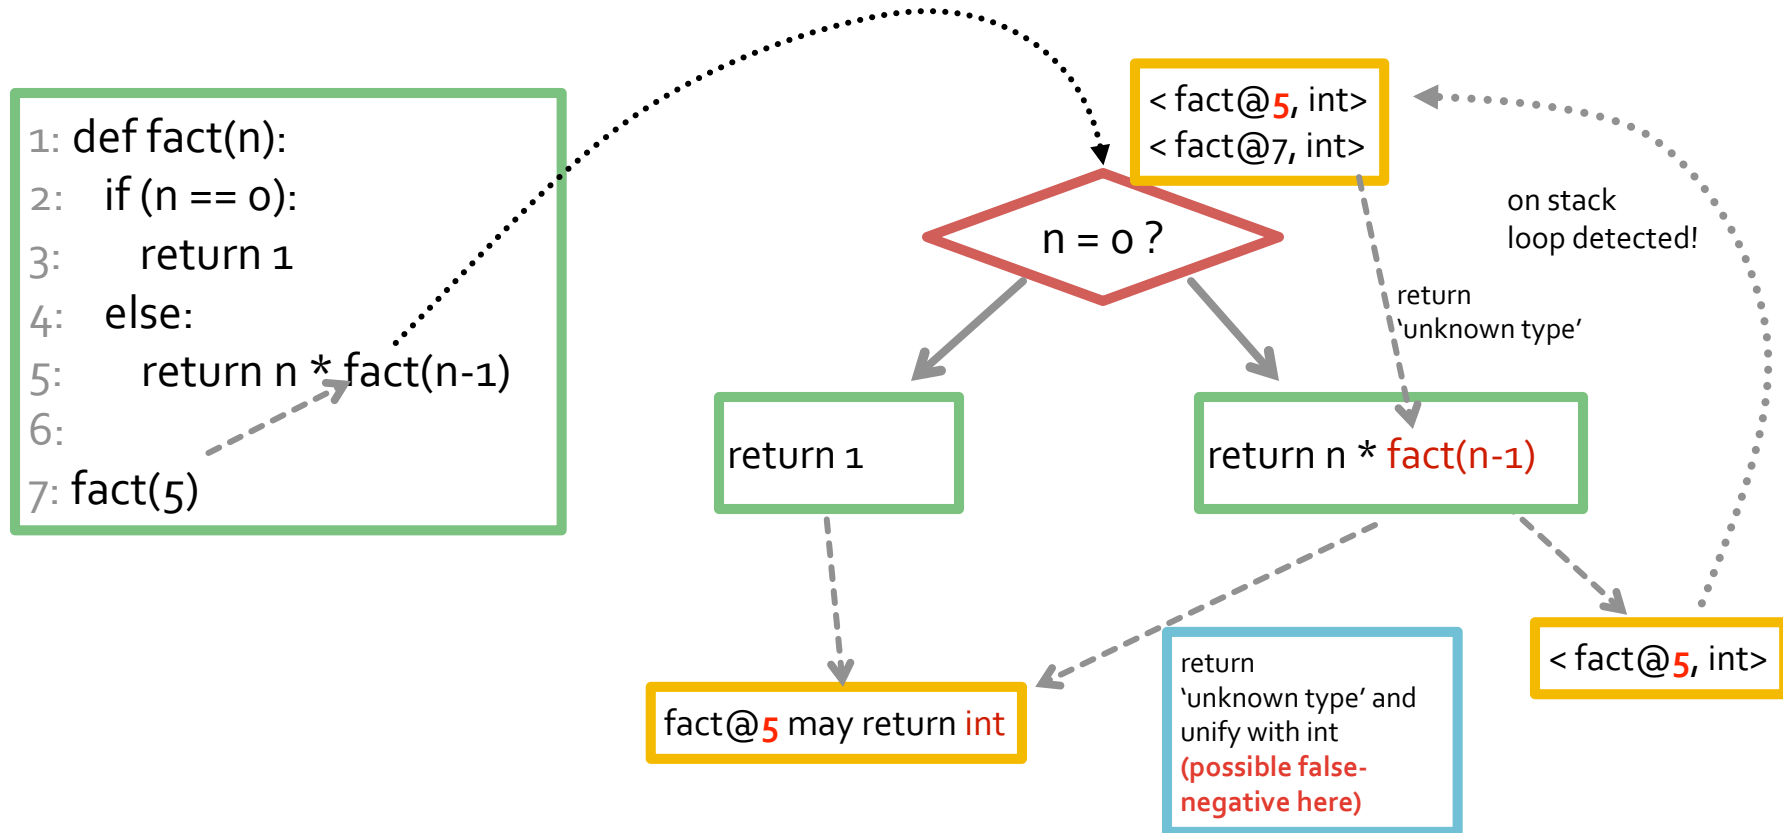 1: def fact(n):
2: if (n == 0):
3: return 1
4: else:
5: return n * fact(n-1)
6:
7: fact(5)
< fact@5, int>
< fact@7, int>
n = 0 ?
on stack
loop detected!
return
‘unknown type’
return 1
return n * fact(n-1)
fact@5 may return int
return
‘unknown type’ and
unify with int
(possible false-
negative here)
< fact@5, int>